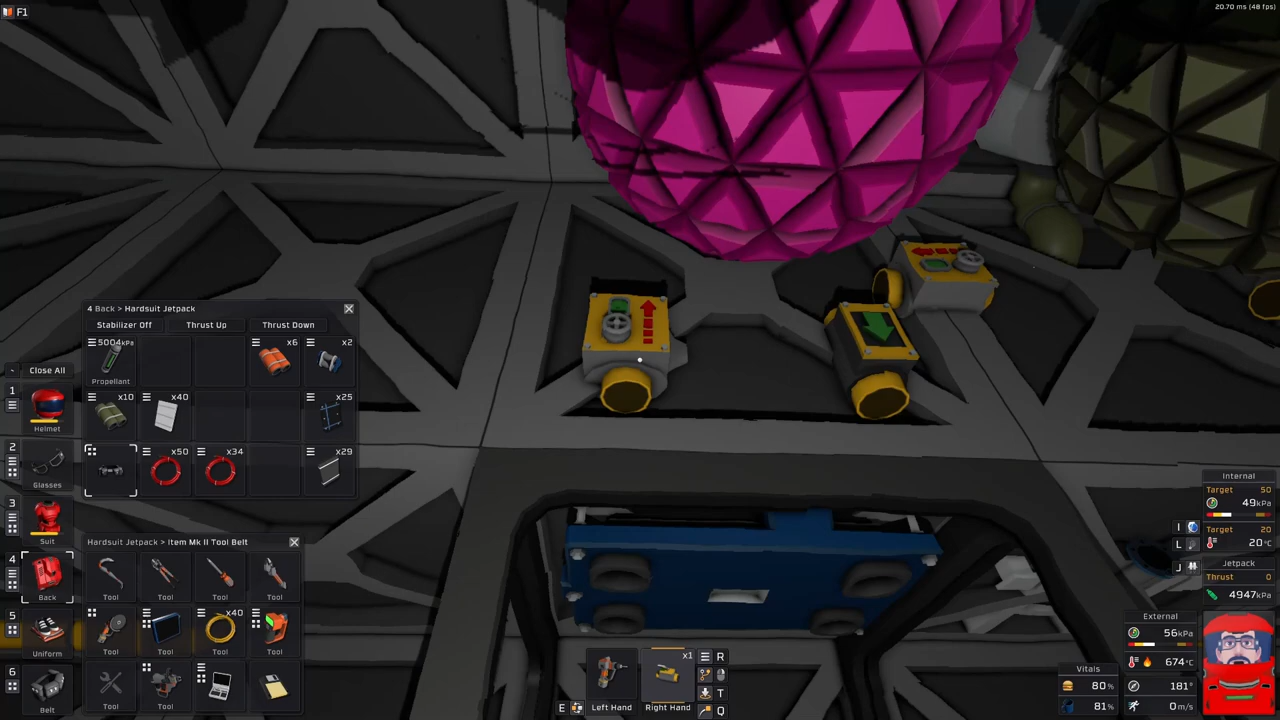 F1
20.70 ms (48 fps)
4 Back > Hardsuit Jetpack
Stabilizer Off
Thrust Up
Thrust Down
5004kPa
x6
x2
Propellant
x10
x40
x25
x50
x34
x29
Close All
1
Helmet
2
Glasses
3
Suit
4
Back
5
Uniform
6
Belt
Hardsuit Jetpack > Item Mk II Tool Belt
Tool
Tool
Tool
Tool
x40
Tool
Tool
Tool
Tool
Tool
Tool
Tool
Tool
E
Left Hand
x1
Right Hand
R
T
Q
Internal
Target 50
49kPa
Target 20
20°C
I
L
J
Jetpack
Thrust 0
4947kPa
External
56kPa
674°C
181°
0m/s
Vitals
80%
81%